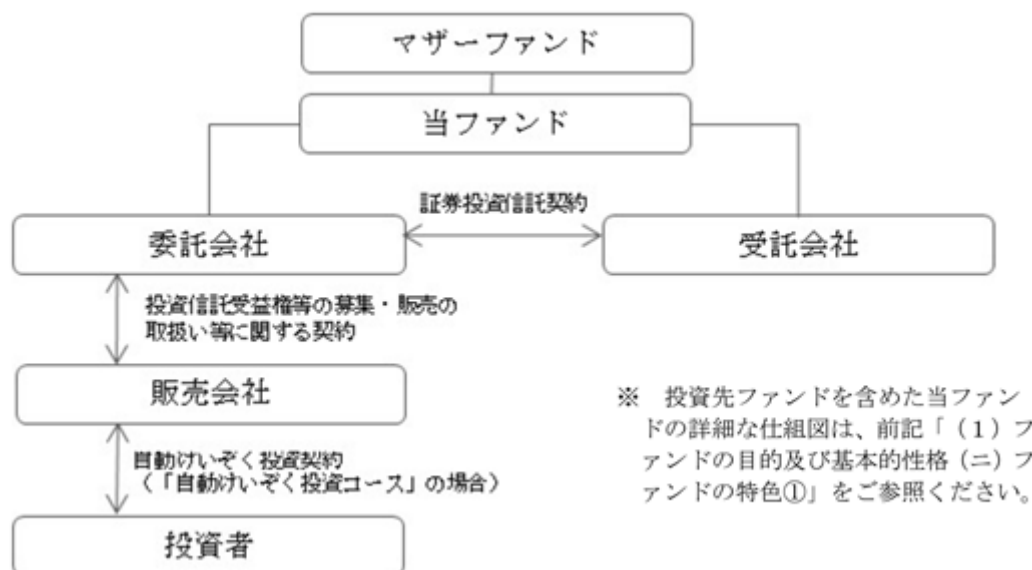 マザーファンド
当ファンド
証券投資信託契約
委託会社
受託会社
投資信託受益権等の募集・販売の
取扱い等に関する契約
販売会社
※ 投資先ファンドを含めた当ファン
ドの詳細な仕組図は、前記「(1)フ
ァンドの目的及び基本的性格(ニ)フ
ァンドの特色①」をご参照ください。
自動けいぞく投資契約
(「自動けいぞく投資コース」の場合)
投資者